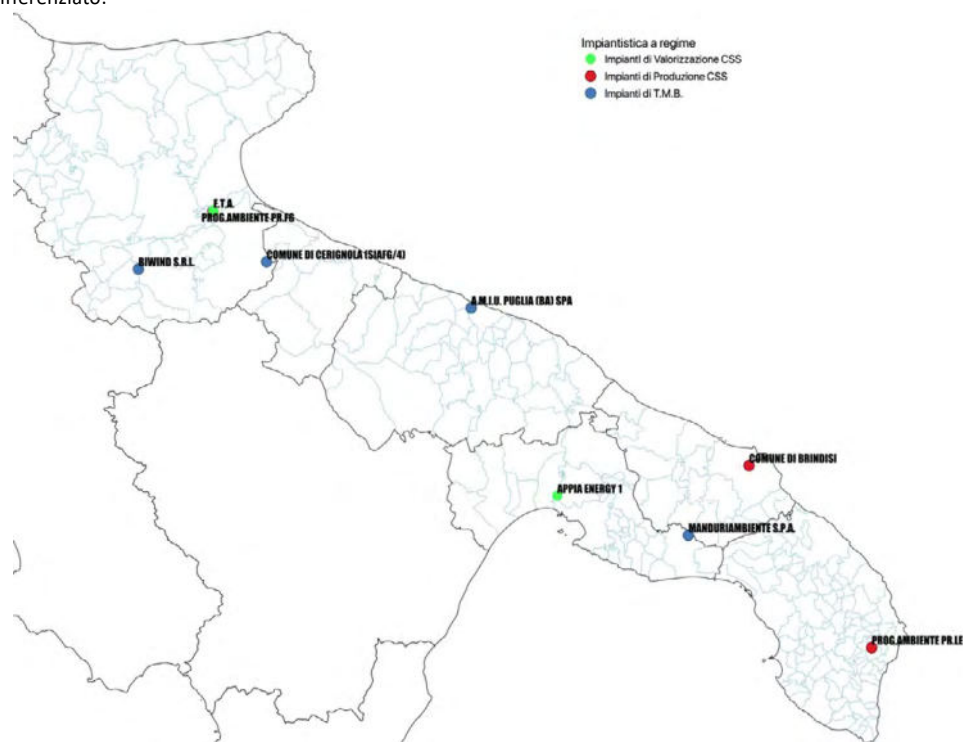 Impiantistica a regime
Impianti di Valorizzazione CSS
Impianti di Produzione CSS
Impianti di T.M.B.
E.T.A.
PROG.AMBIENTE PR.FG
BIWIND S.R.L.
COMUNE DI CERIGNOLA (SIAFG/4)
A.M.I.U. PUGLIA (BA) SPA
COMUNE DI BRINDISI
APPIA ENERGY 1
MANDURIAMBIENTE S.P.A.
PROG.AMBIENTE PR.LE